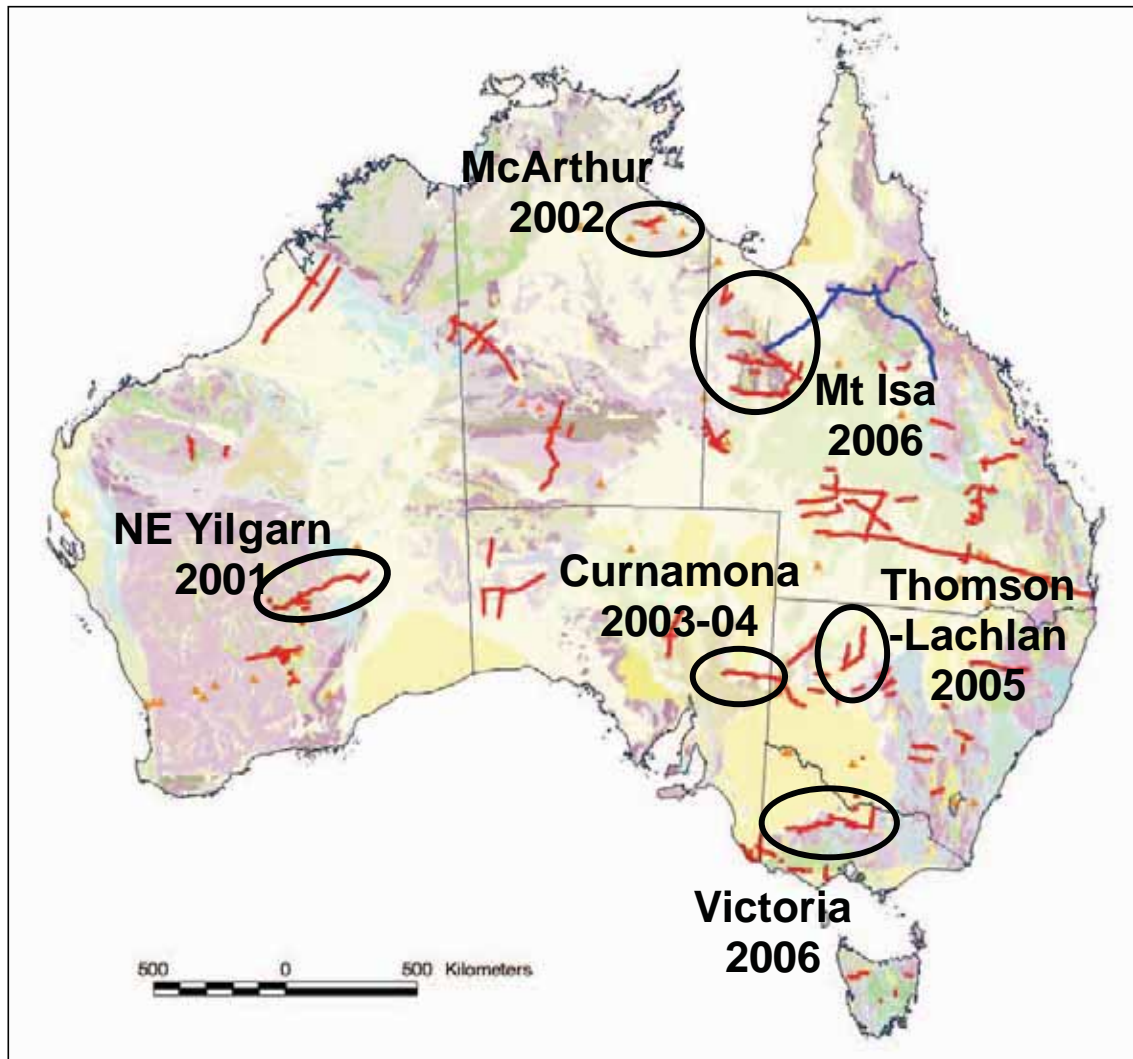 McArthur
2002
Mt Isa
2006
NE Yilgarn
2001
Curnamona
2003-04
Thomson
-Lachlan
2005
Victoria
2006
500 0 500 Kilometers